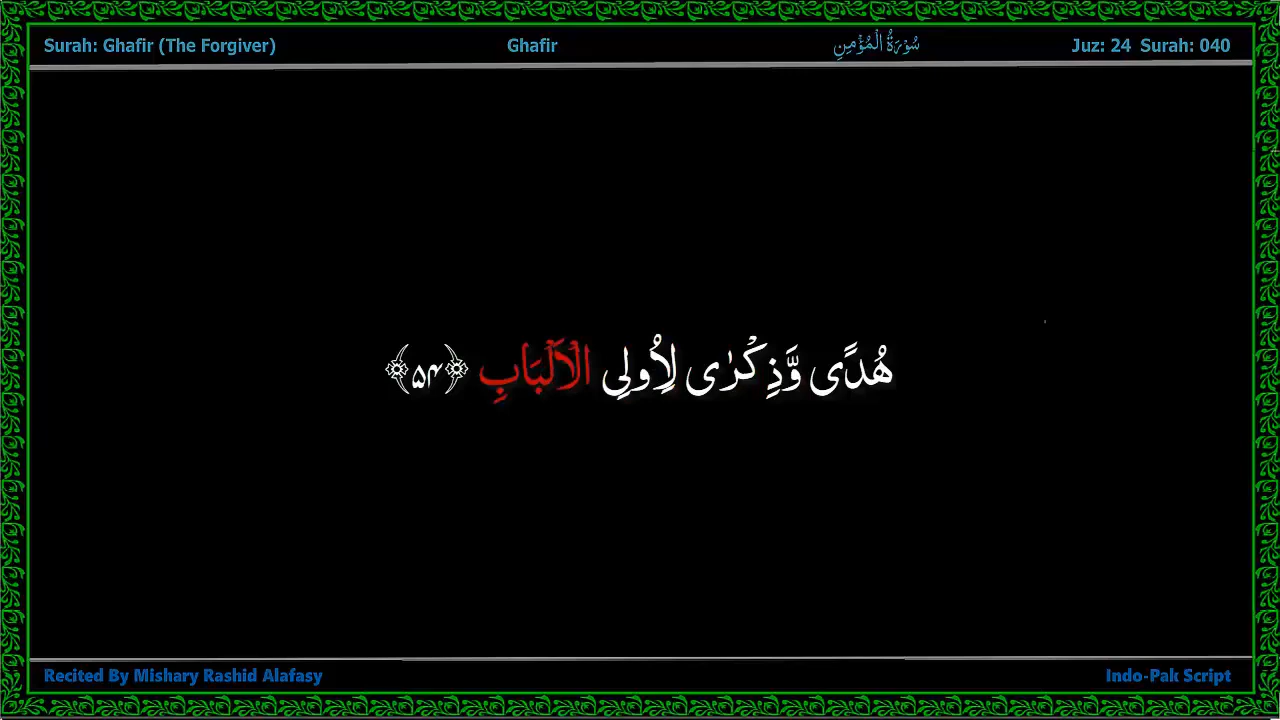 Surah: Ghafir (The Forgiver) Ghafir سُوْرَةُ الْمُؤْمِنِ Juz: 24 Surah: 040
هُدًى وَّذِكْرٰى لِاُولِى الْاَلْبَابِ ﴿۵۴﴾
Recited By Mishary Rashid Alafasy Indo-Pak Script